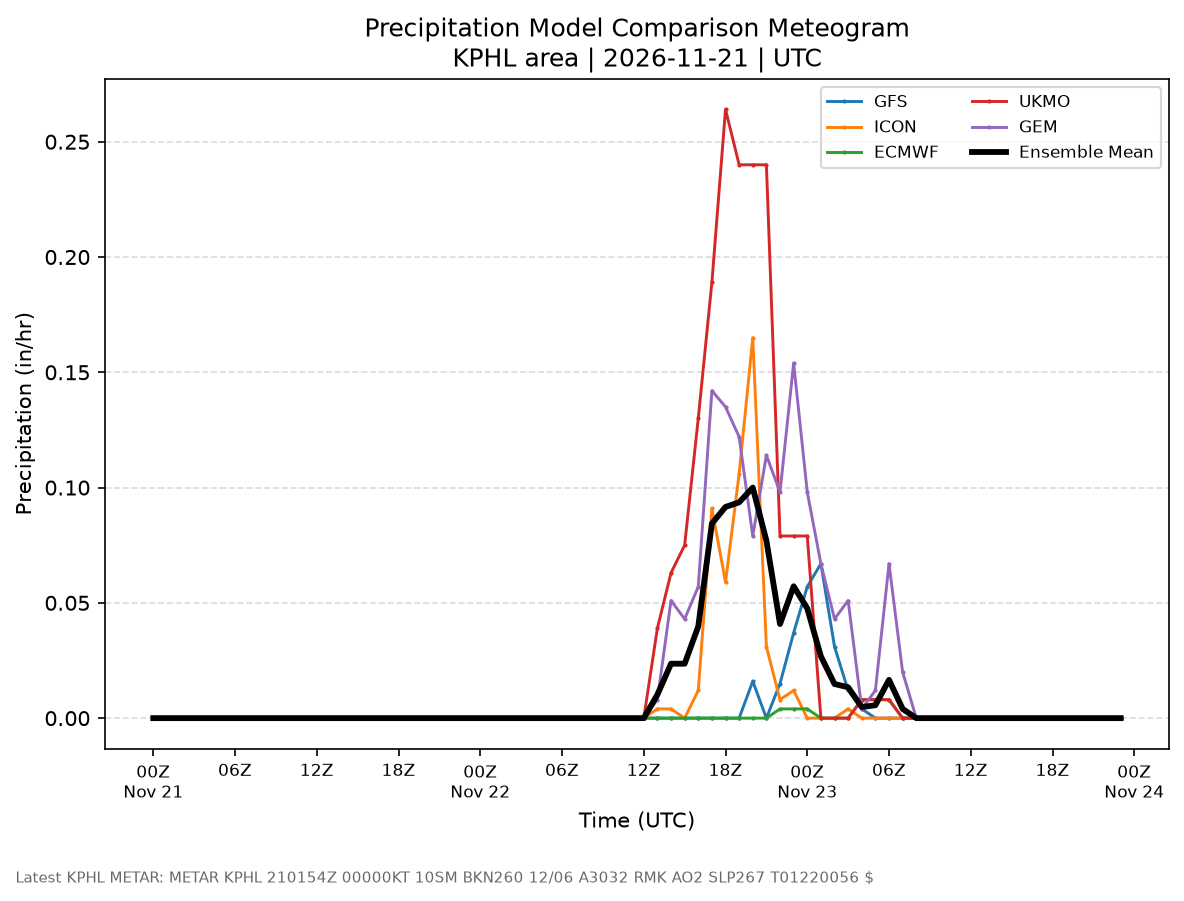 Precipitation Model Comparison Meteogram
KPHL area | 2026-11-21 | UTC
GFS
ICON
ECMWF
UKMO
GEM
Ensemble Mean
Precipitation (in/hr)
0.25
0.20
0.15
0.10
0.05
0.00
00Z 06Z 12Z 18Z 00Z 06Z 12Z 18Z 00Z 06Z 12Z 18Z 00Z
Nov 21 Nov 22 Nov 23 Nov 24
Time (UTC)
Latest KPHL METAR: METAR KPHL 210154Z 00000KT 10SM BKN260 12/06 A3032 RMK AO2 SLP267 T01220056 $